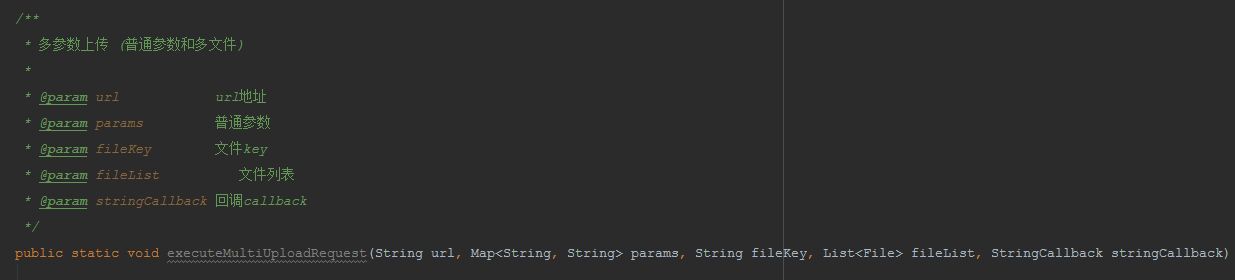 /**
 * 多参数上传（普通参数和多文件）
 *
 * @param url            url地址
 * @param params         普通参数
 * @param fileKey        文件key
 * @param fileList          文件列表
 * @param stringCallback 回调callback
 */
public static void executeMultiUploadRequest(String url, Map<String, String> params, String fileKey, List<File> fileList, StringCallback stringCallback)